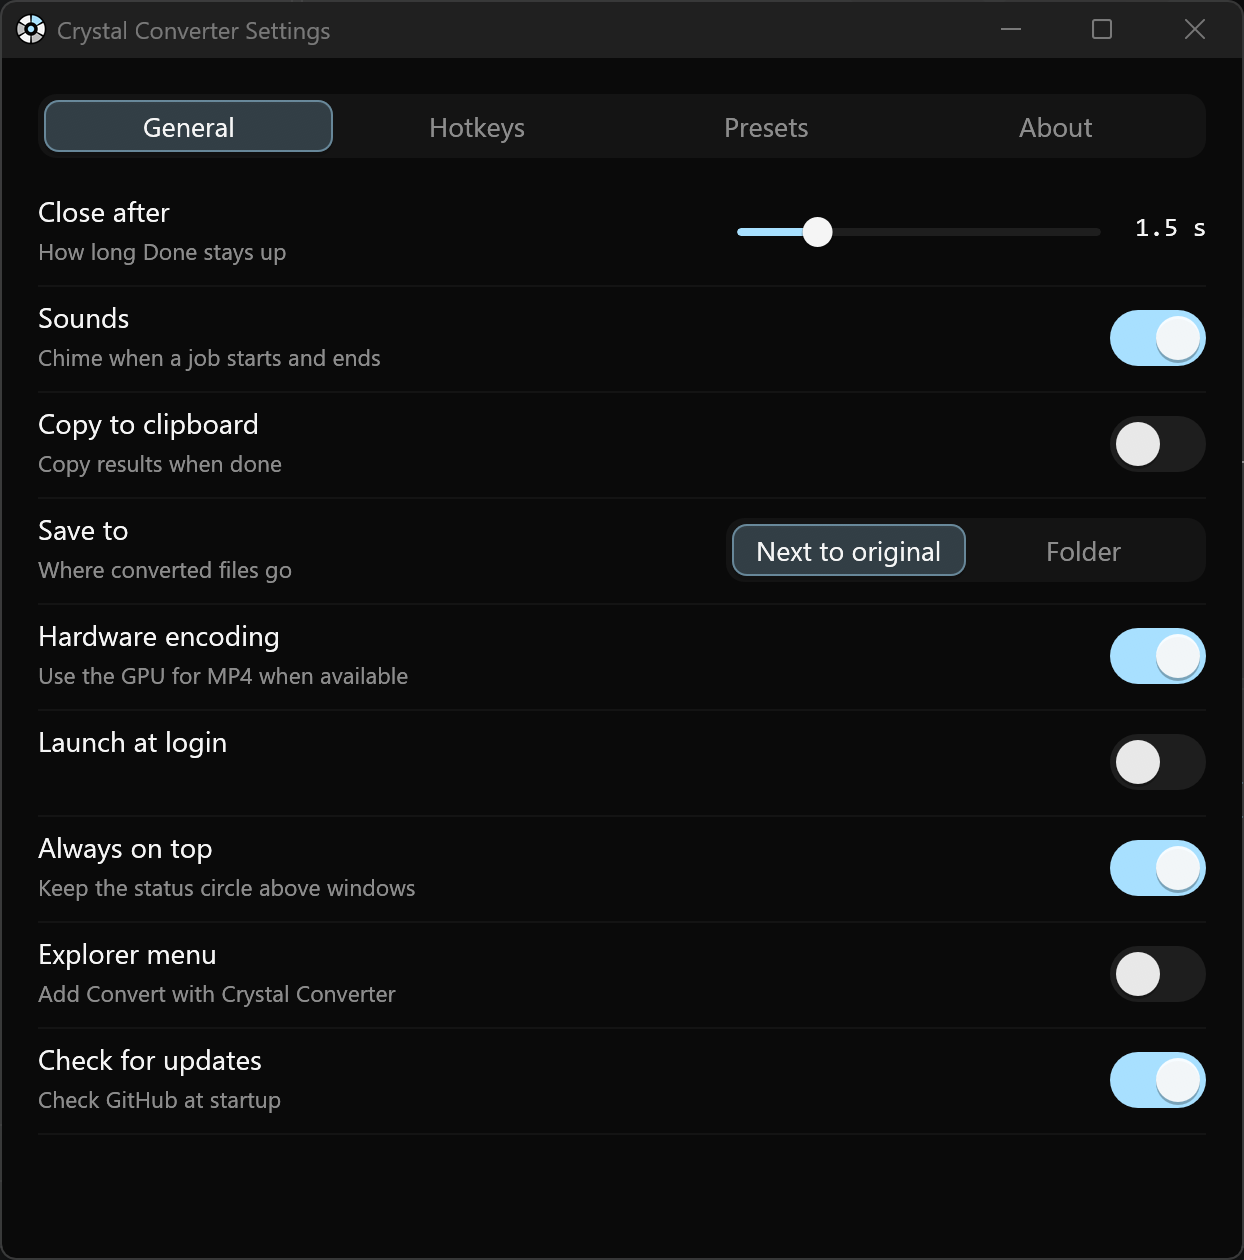 Crystal Converter Settings
General
Hotkeys
Presets
About
Close after
How long Done stays up
1.5 s
Sounds
Chime when a job starts and ends
Copy to clipboard
Copy results when done
Save to
Where converted files go
Next to original
Folder
Hardware encoding
Use the GPU for MP4 when available
Launch at login
Always on top
Keep the status circle above windows
Explorer menu
Add Convert with Crystal Converter
Check for updates
Check GitHub at startup